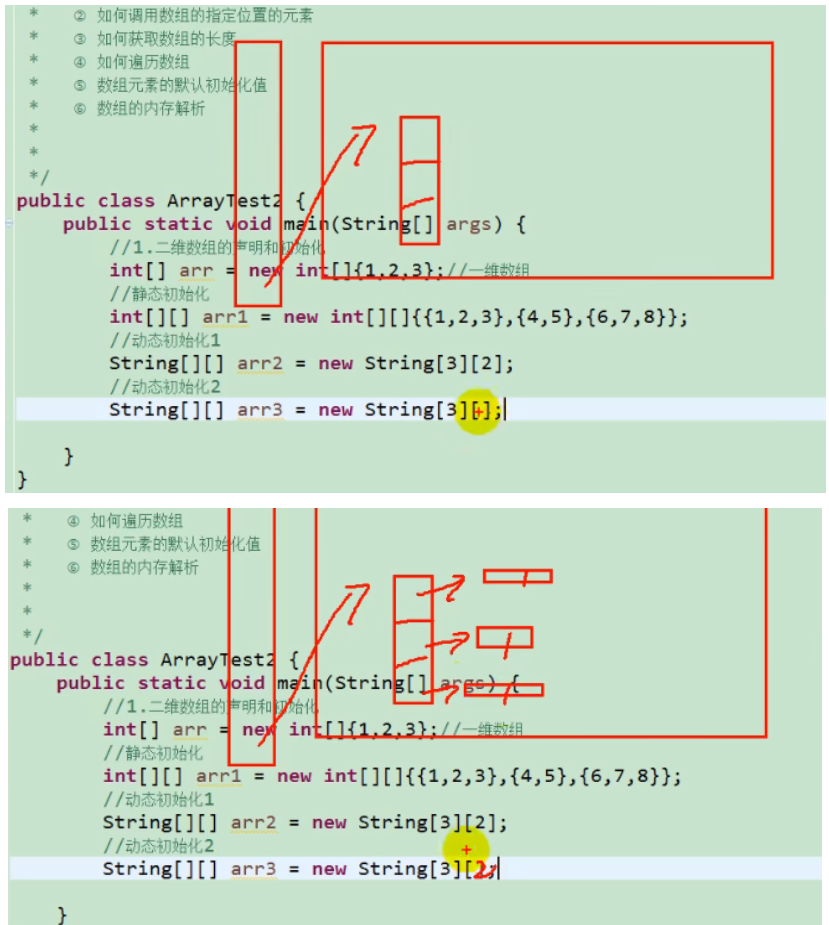 * ② 如何调用数组的指定位置的元素
* ③ 如何获取数组的长度
* ④ 如何遍历数组
* ⑤ 数组元素的默认初始化值
* ⑥ 数组的内存解析
*
*
*/
public class ArrayTest2 {
public static void main(String[] args) {
//1.二维数组的声明和初始化
int[] arr = new int[]{1,2,3};//一维数组
//静态初始化
int[][] arr1 = new int[][]{{1,2,3},{4,5},{6,7,8}};
//动态初始化1
String[][] arr2 = new String[3][2];
//动态初始化2
String[][] arr3 = new String[3][];
}
}
* ④ 如何遍历数组
* ⑤ 数组元素的默认初始化值
* ⑥ 数组的内存解析
*
*
*/
public class ArrayTest2 {
public static void main(String[] args) {
//1.二维数组的声明和初始化
int[] arr = new int[]{1,2,3};//一维数组
//静态初始化
int[][] arr1 = new int[][]{{1,2,3},{4,5},{6,7,8}};
//动态初始化1
String[][] arr2 = new String[3][2];
//动态初始化2
String[][] arr3 = new String[3][2;
}